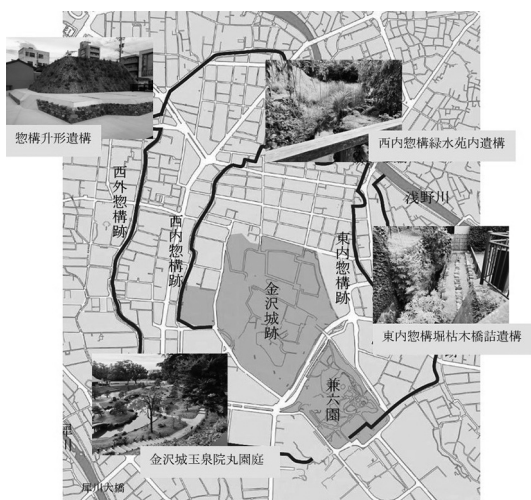 惣構升形遺構
西内惣構緑水苑内遺構
浅野川
西外惣構跡
西内惣構跡
東内惣構跡
金沢城跡
東内惣構堀枯木橋詰遺構
兼六園
金沢城玉泉院丸園庭
犀川
犀川大橋